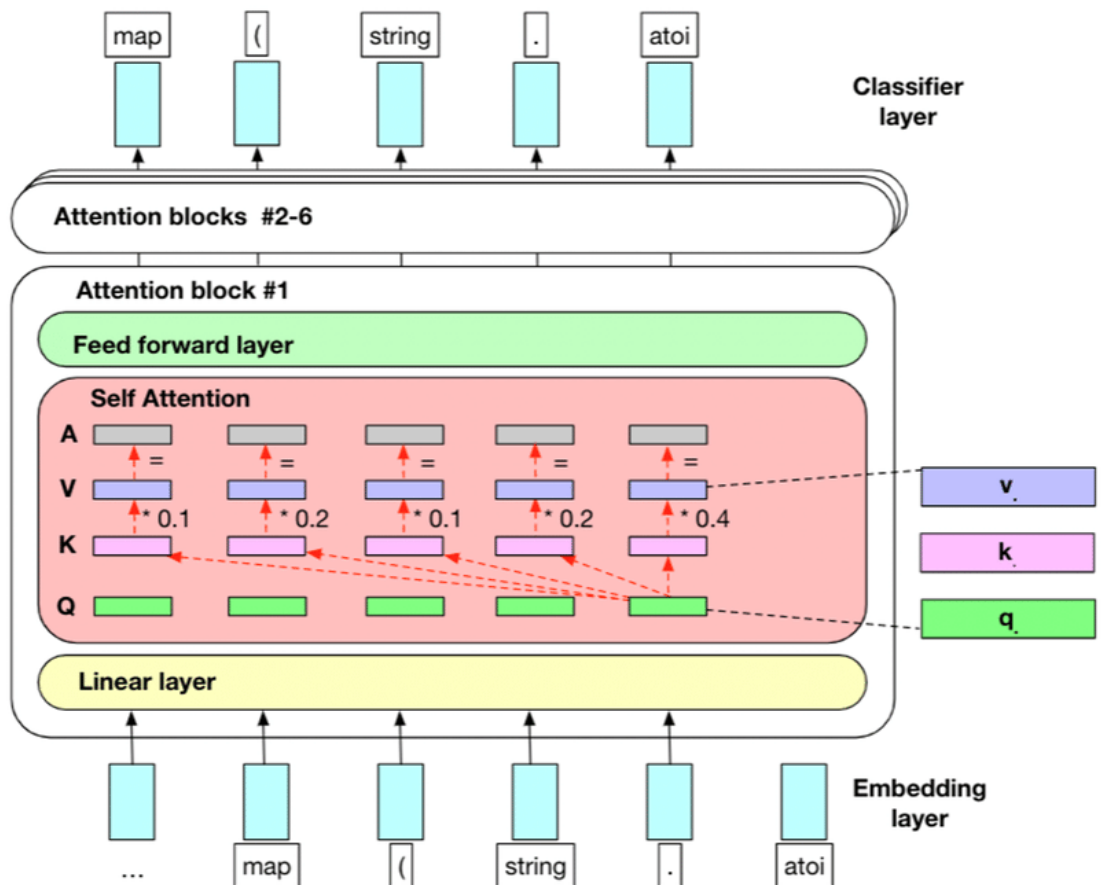 map ( string . atoi
Classifier
layer
Attention blocks #2-6
Attention block #1
Feed forward layer
Self Attention
A
= = = = =
V
* 0.1 * 0.2 * 0.1 * 0.2 * 0.4
K
Q
v.
k.
q.
Linear layer
Embedding
layer
... map ( string . atoi